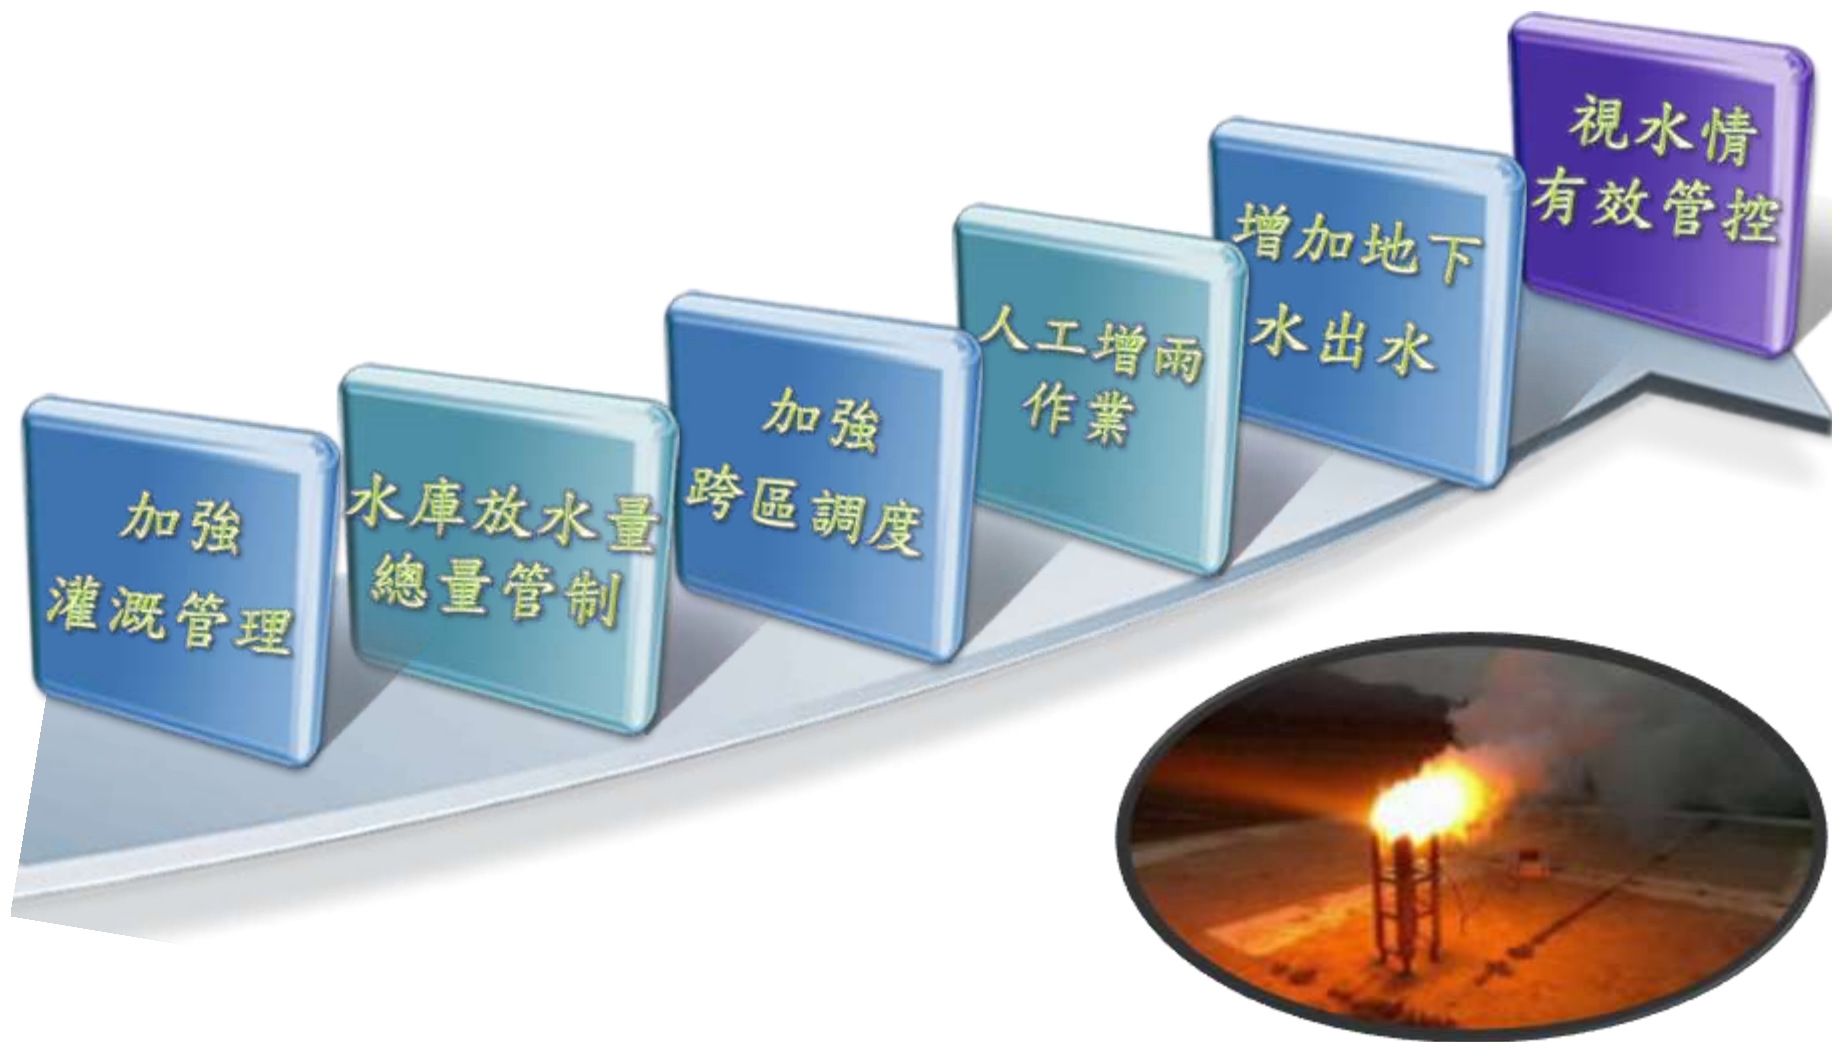 加強
灌溉管理
水庫放水量
總量管制
加強
跨區調度
人工增雨
作業
增加地下
水出水
視水情
有效管控